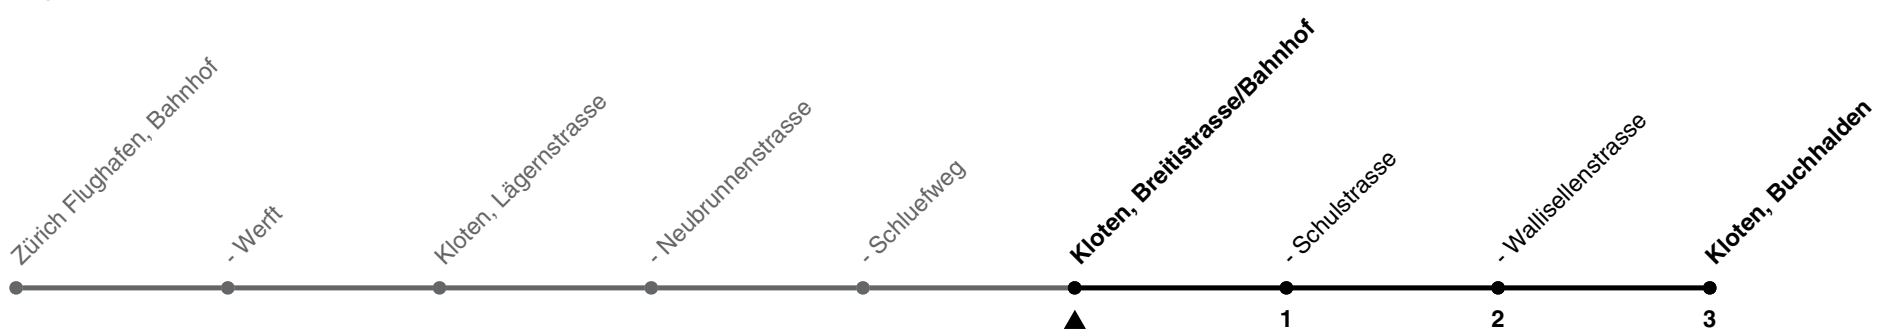 Zürich Flughafen, Bahnhof
- Werft
Kloten, Lägernstrasse
- Neubrunnenstrasse
- Schluefweg
Kloten, Breitistrasse/Bahnhof
- Schulstrasse
- Wallisellenstrasse
Kloten, Buchhalden
1
2
3